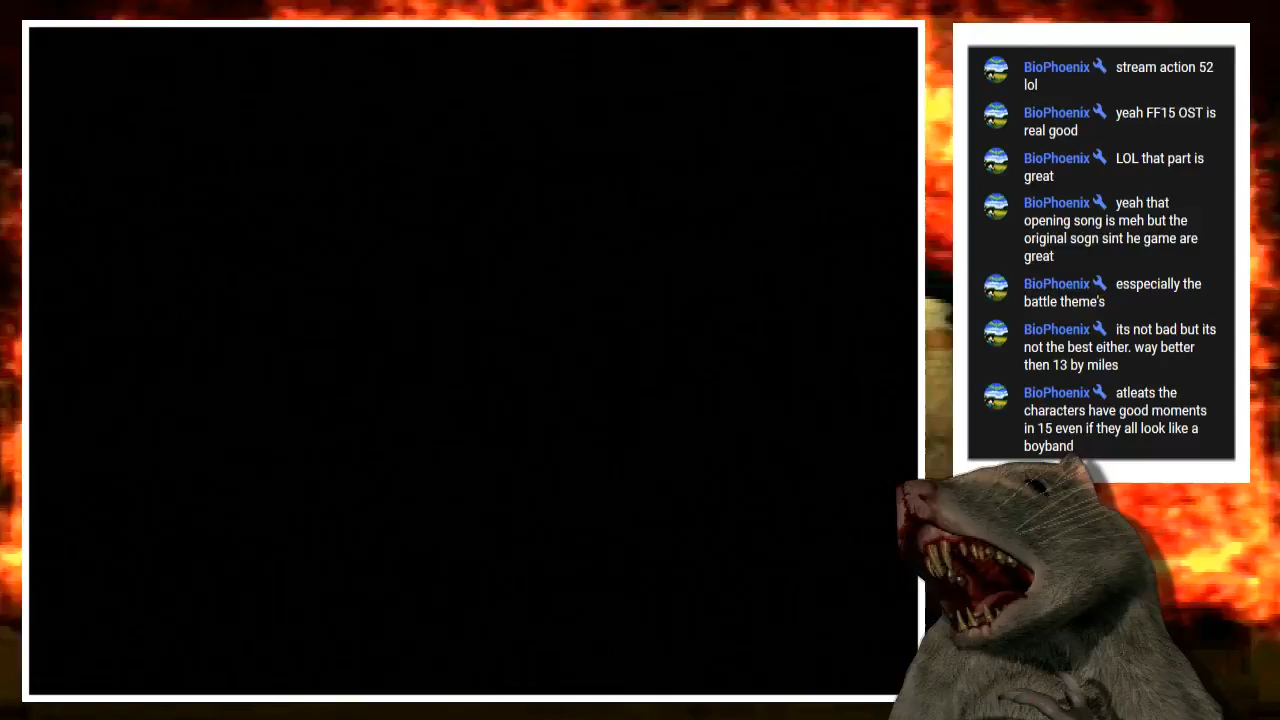 BioPhoenix stream action 52
lol
BioPhoenix yeah FF15 OST is
real good
BioPhoenix LOL that part is
great
BioPhoenix yeah that
opening song is meh but the
original sogn sint he game are
great
BioPhoenix esspecially the
battle theme's
BioPhoenix its not bad but its
not the best either. way better
then 13 by miles
BioPhoenix atleats the
characters have good moments
in 15 even if they all look like a
boyband